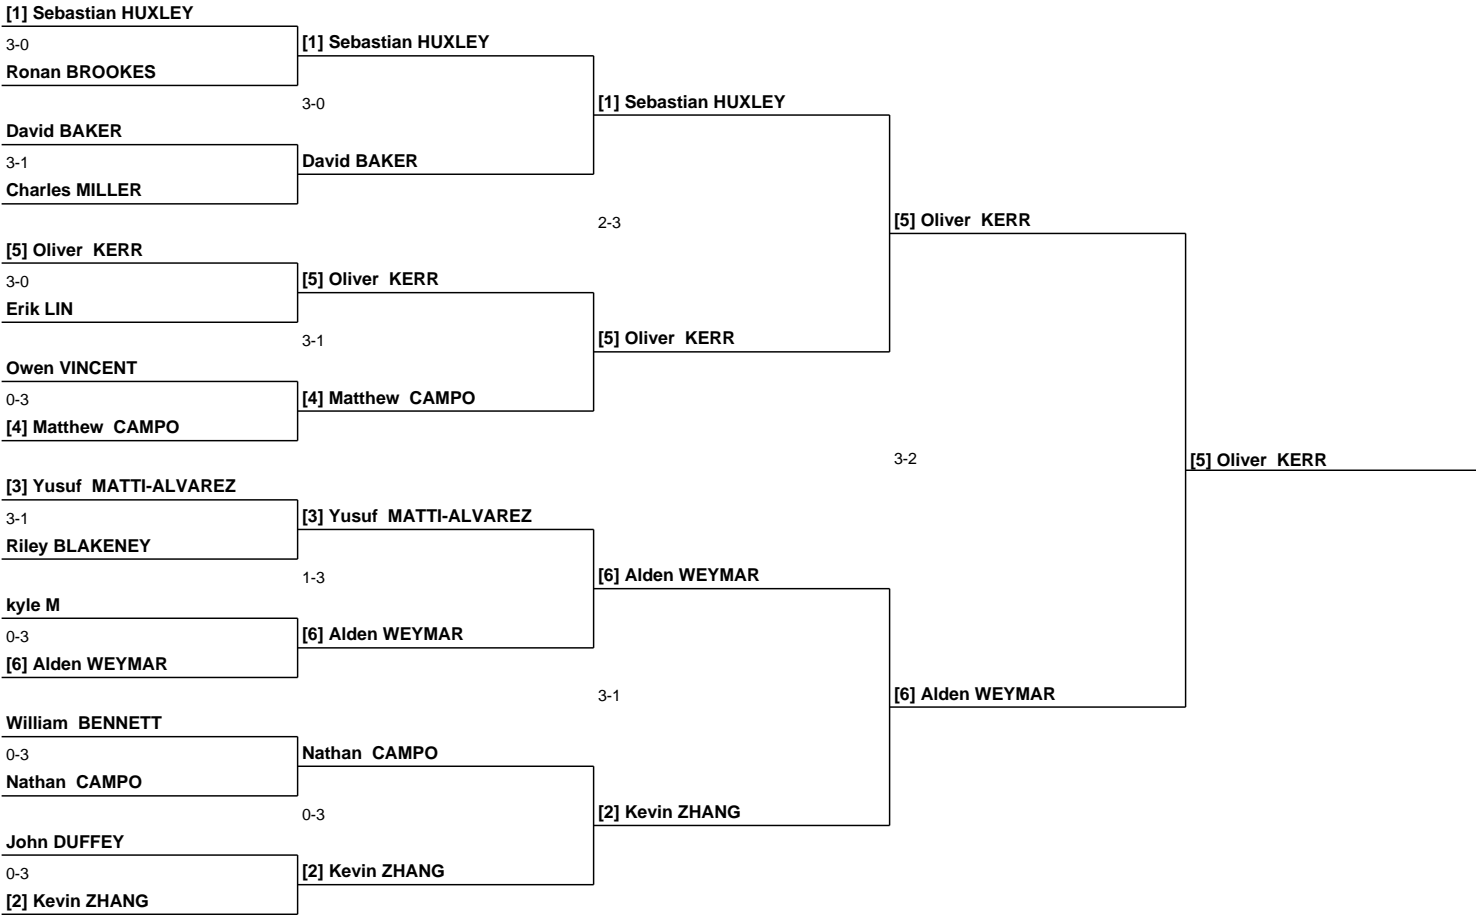 [1] Sebastian HUXLEY
3-0
[1] Sebastian HUXLEY
Ronan BROOKES
3-0
[1] Sebastian HUXLEY
David BAKER
3-1
David BAKER
Charles MILLER
2-3
[5] Oliver  KERR
[5] Oliver  KERR
3-0
[5] Oliver  KERR
Erik LIN
3-1
[5] Oliver  KERR
Owen VINCENT
0-3
[4] Matthew  CAMPO
[4] Matthew  CAMPO
3-2
[5] Oliver  KERR
[3] Yusuf  MATTI-ALVAREZ
3-1
[3] Yusuf  MATTI-ALVAREZ
Riley BLAKENEY
1-3
[6] Alden WEYMAR
kyle M
0-3
[6] Alden WEYMAR
[6] Alden WEYMAR
3-1
[6] Alden WEYMAR
William  BENNETT
0-3
Nathan  CAMPO
Nathan  CAMPO
0-3
[2] Kevin ZHANG
John DUFFEY
0-3
[2] Kevin ZHANG
[2] Kevin ZHANG